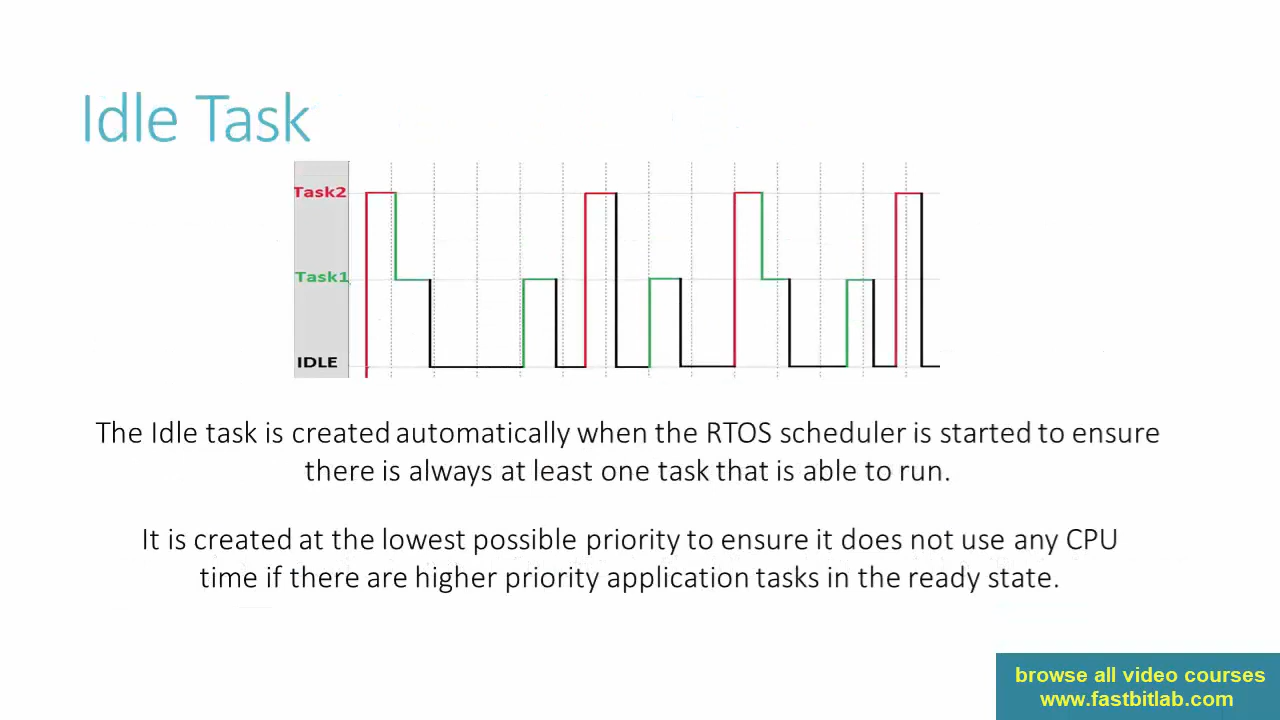 Idle Task
Task2
Task1
IDLE
The Idle task is created automatically when the RTOS scheduler is started to ensure
there is always at least one task that is able to run.
It is created at the lowest possible priority to ensure it does not use any CPU
time if there are higher priority application tasks in the ready state.
browse all video courses
www.fastbitlab.com